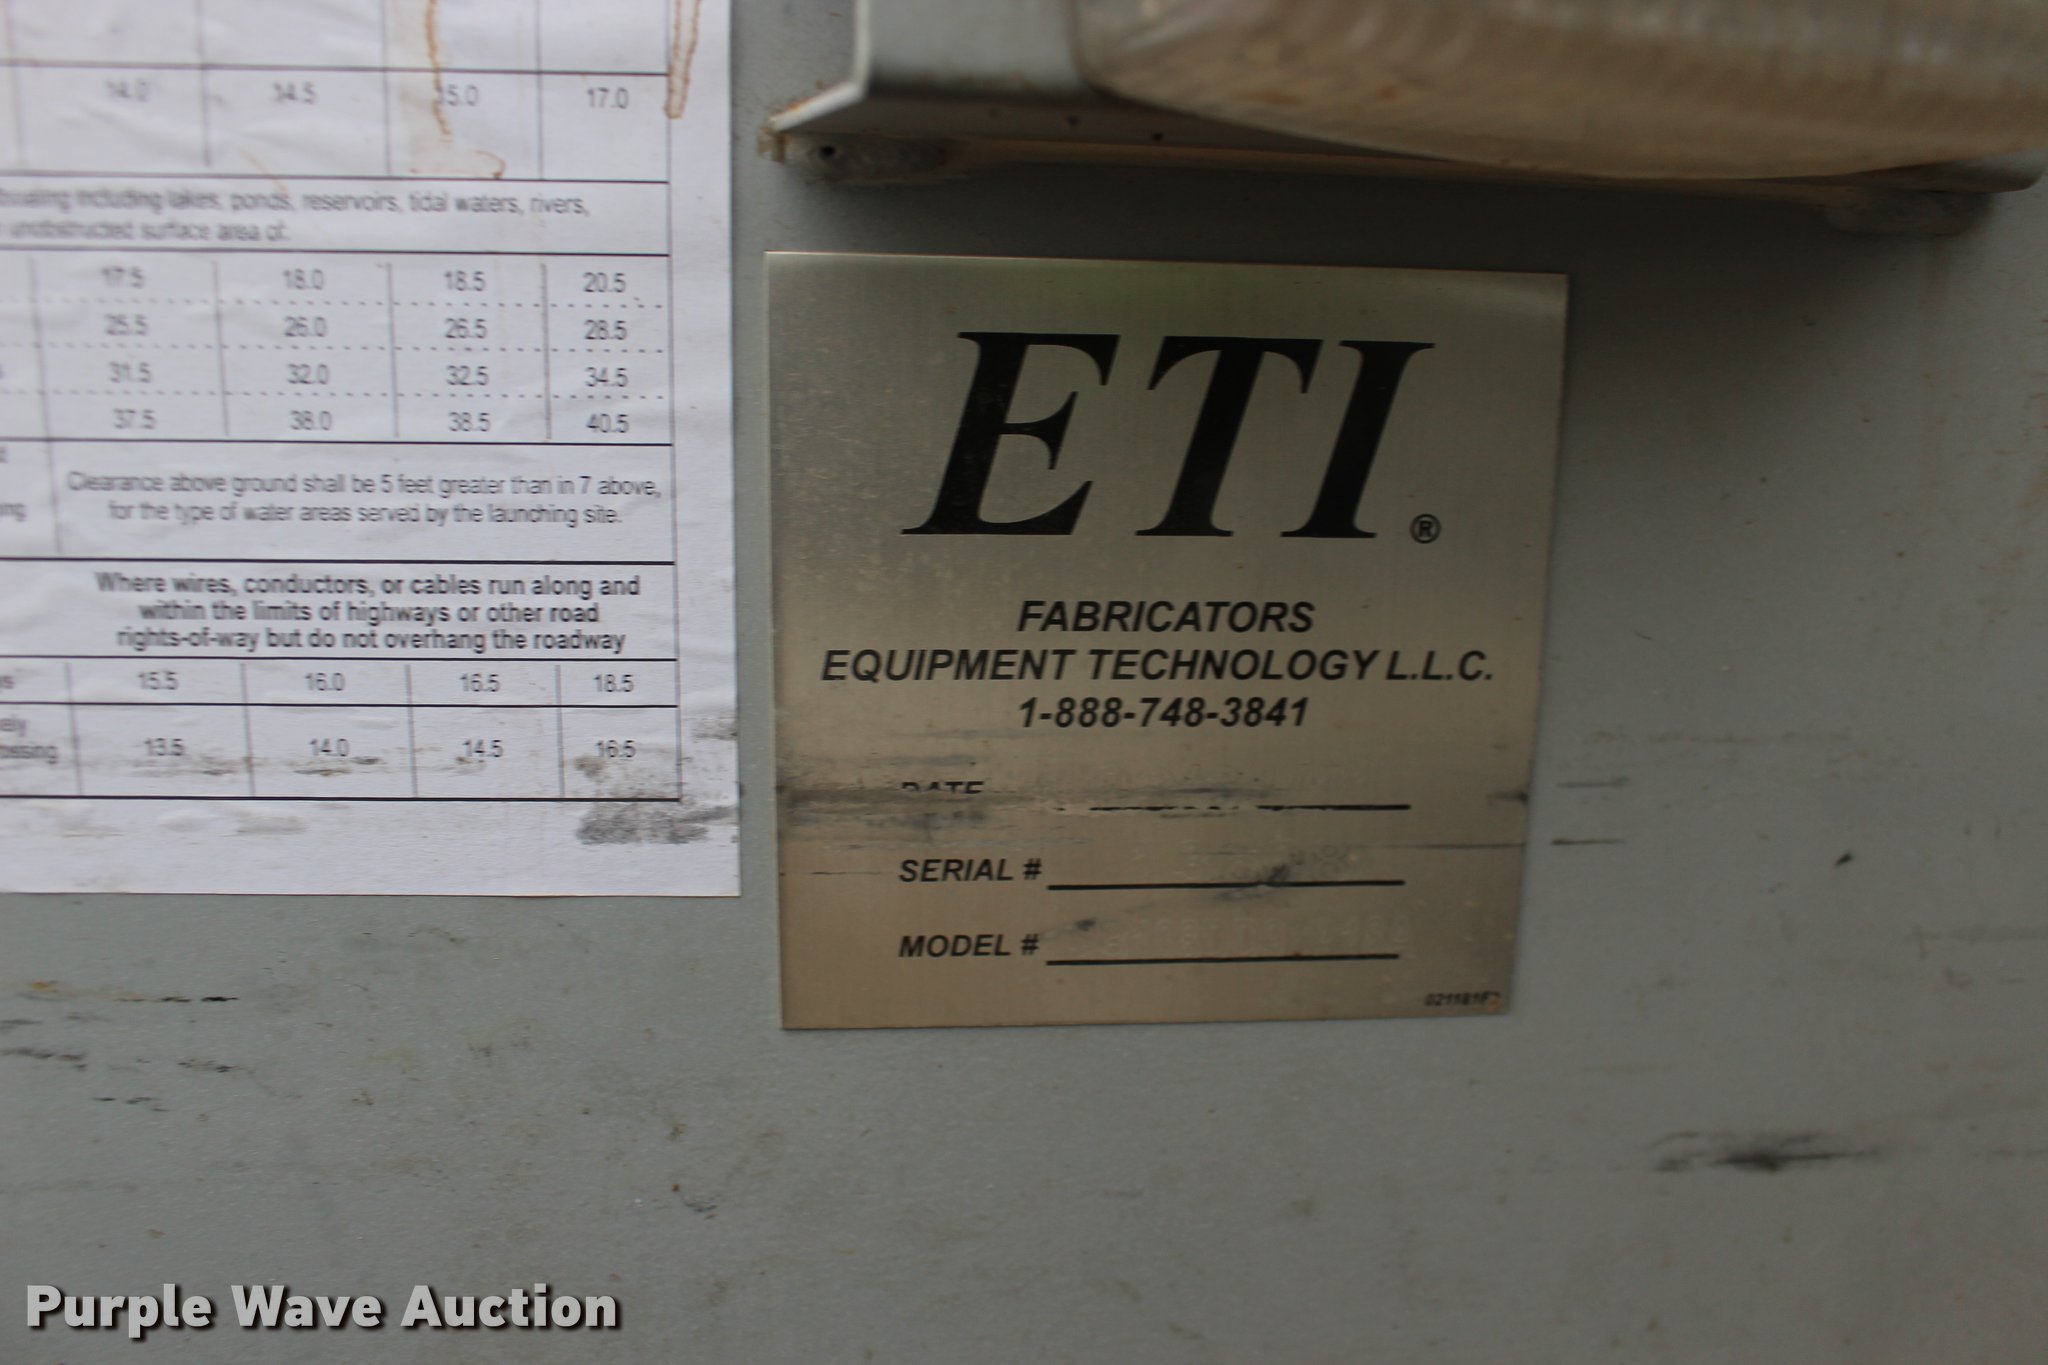 14.0 14.5 15.0 17.0
including lakes, ponds, reservoirs, tidal waters, rivers,
unobstructed surface area of:
17.5 18.0 18.5 20.5
25.5 26.0 26.5 28.5
31.5 32.0 32.5 34.5
37.5 38.0 38.5 40.5
Clearance above ground shall be 5 feet greater than in 7 above,
for the type of water areas served by the launching site.
Where wires, conductors, or cables run along and
within the limits of highways or other road
rights-of-way but do not overhang the roadway
15.5 16.0 16.5 18.5
13.5 14.0 14.5 16.5
ETI®
FABRICATORS
EQUIPMENT TECHNOLOGY L.L.C.
1-888-748-3841
DATE
SERIAL #
MODEL #
Purple Wave Auction